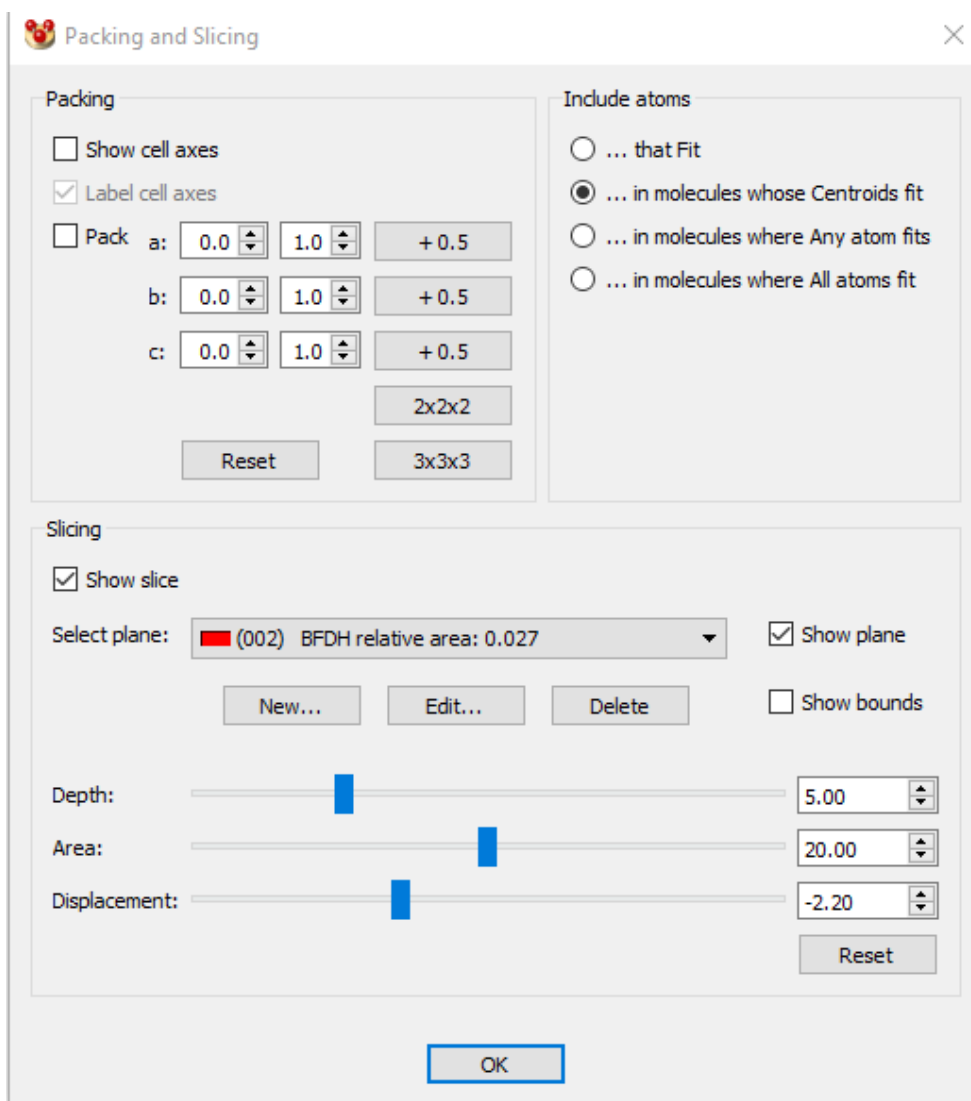 Packing and Slicing
Packing
Show cell axes
Label cell axes
Pack a: 0.0 1.0 + 0.5
b: 0.0 1.0 + 0.5
c: 0.0 1.0 + 0.5
2x2x2
Reset 3x3x3
Include atoms
... that Fit
... in molecules whose Centroids fit
... in molecules where Any atom fits
... in molecules where All atoms fit
Slicing
Show slice
Select plane: (002) BFDH relative area: 0.027 Show plane
New... Edit... Delete Show bounds
Depth: 5.00
Area: 20.00
Displacement: -2.20
Reset
OK